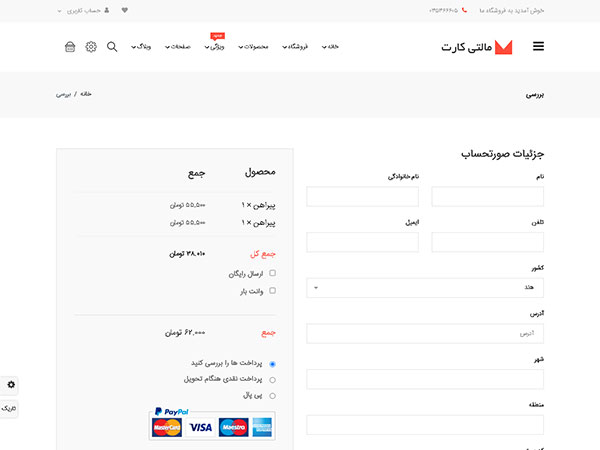 خوش آمدید به فروشگاه ما
۰۳۵۳۶۶۶۰۵
حساب کاربری
مالتی کارت
خانه
فروشگاه
محصولات
ویژگی
جدید
صفحات
وبلاگ
بررسی
خانه / بررسی
جزئیات صورتحساب
نام
نام خانوادگی
تلفن
ایمیل
کشور
هند
آدرس
آدرس
شهر
منطقه
محصول جمع
پیراهن × ۱ ۵۵,۵۰۰ تومان
پیراهن × ۱ ۵۵,۵۰۰ تومان
جمع کل ۳۸.۰۱۰ تومان
ارسال رایگان
وانت بار
جمع ۶۲.۰۰۰ تومان
پرداخت ها را بررسی کنید
پرداخت نقدی هنگام تحویل
پی پال
PayPal
MasterCard VISA Maestro
تاریک